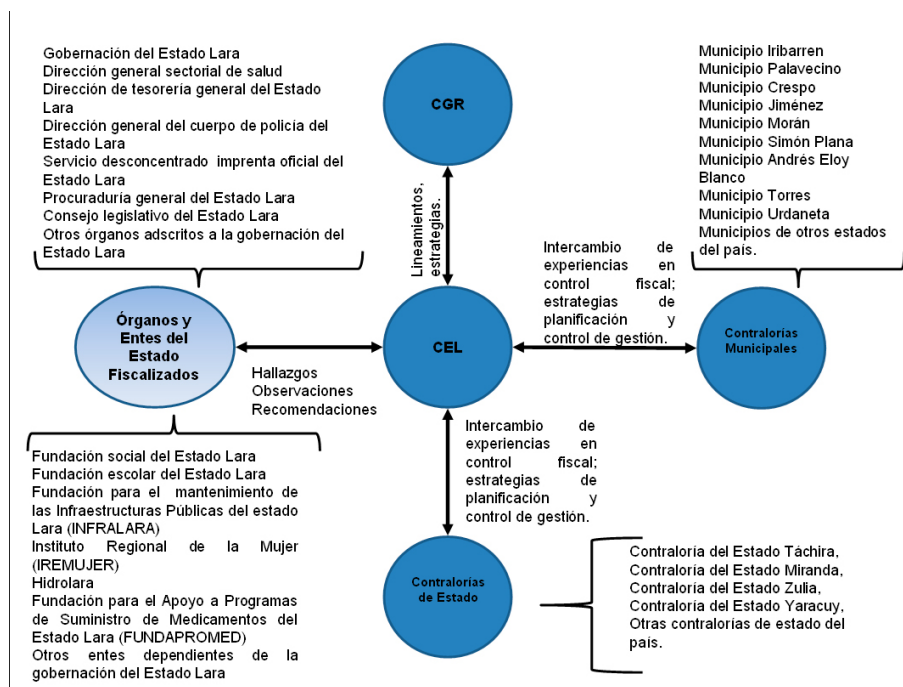 Gobernación del Estado Lara
Dirección general sectorial de salud
Dirección de tesorería general del Estado
Lara
Dirección general del cuerpo de policía del
Estado Lara
Servicio desconcentrado imprenta oficial del
Estado Lara
Procuraduría general del Estado Lara
Consejo legislativo del Estado Lara
Otros órganos adscritos a la gobernación del
Estado Lara
CGR
Municipio Iribarren
Municipio Palavecino
Municipio Crespo
Municipio Jiménez
Municipio Morán
Municipio Simón Plana
Municipio Andrés Eloy
Blanco
Municipio Torres
Municipio Urdaneta
Municipios de otros estados
del país.
Lineamientos,
estrategias.
Intercambio de
experiencias en
control fiscal;
estrategias de
planificación y
control de gestión.
Órganos y
Entes del
Estado
Fiscalizados
CEL
Contralorías
Municipales
Hallazgos
Observaciones
Recomendaciones
Intercambio de
experiencias en
control fiscal;
estrategias de
planificación y
control de gestión.
Fundación social del Estado Lara
Fundación escolar del Estado Lara
Fundación para el mantenimiento de
las Infraestructuras Públicas del estado
Lara (INFRALARA)
Instituto Regional de la Mujer
(IREMUJER)
Hidrolara
Fundación para el Apoyo a Programas
de Suministro de Medicamentos del
Estado Lara (FUNDAPROMED)
Otros entes dependientes de la
gobernación del Estado Lara
Contralorías
de Estado
Contraloría del Estado Táchira,
Contraloría del Estado Miranda,
Contraloría del Estado Zulia,
Contraloría del Estado Yaracuy,
Otras contralorías de estado del
país.